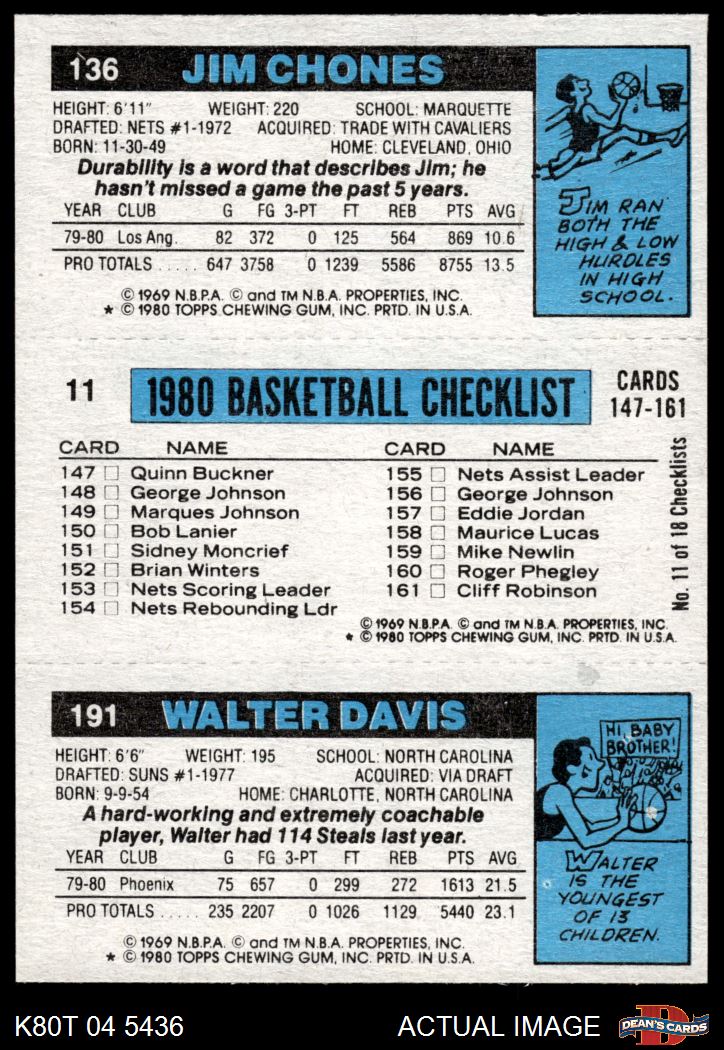 136 JIM CHONES
HEIGHT: 6'11" WEIGHT: 220 SCHOOL: MARQUETTE
DRAFTED: NETS #1-1972 ACQUIRED: TRADE WITH CAVALIERS
BORN: 11-30-49 HOME: CLEVELAND, OHIO
Durability is a word that describes Jim; he
hasn't missed a game the past 5 years.
YEAR CLUB G FG 3-PT FT REB PTS AVG
79-80 Los Ang. 82 372 0 125 564 869 10.6
PRO TOTALS ..... 647 3758 0 1239 5586 8755 13.5
© 1969 N.B.P.A. © and TM N.B.A. PROPERTIES, INC.
* © 1980 TOPPS CHEWING GUM, INC. PRTD. IN U.S.A.
JIM RAN
BOTH THE
HIGH & LOW
HURDLES
IN HIGH
SCHOOL.
11 1980 BASKETBALL CHECKLIST
CARDS
147-161
CARD NAME
147 Quinn Buckner
148 George Johnson
149 Marques Johnson
150 Bob Lanier
151 Sidney Moncrief
152 Brian Winters
153 Nets Scoring Leader
154 Nets Rebounding Ldr
CARD NAME
155 Nets Assist Leader
156 George Johnson
157 Eddie Jordan
158 Maurice Lucas
159 Mike Newlin
160 Roger Phegley
161 Cliff Robinson
No. 11 of 18 Checklists
© 1969 N.B.P.A. © and TM N.B.A. PROPERTIES, INC.
* © 1980 TOPPS CHEWING GUM, INC. PRTD. IN U.S.A.
191 WALTER DAVIS
HEIGHT: 6'6" WEIGHT: 195 SCHOOL: NORTH CAROLINA
DRAFTED: SUNS #1-1977 ACQUIRED: VIA DRAFT
BORN: 9-9-54 HOME: CHARLOTTE, NORTH CAROLINA
A hard-working and extremely coachable
player, Walter had 114 Steals last year.
YEAR CLUB G FG 3-PT FT REB PTS AVG
79-80 Phoenix 75 657 0 299 272 1613 21.5
PRO TOTALS ..... 235 2207 0 1026 1129 5440 23.1
© 1969 N.B.P.A. © and TM N.B.A. PROPERTIES, INC.
* © 1980 TOPPS CHEWING GUM, INC. PRTD. IN U.S.A.
HI, BABY
BROTHER!
WALTER
IS THE
YOUNGEST
OF 13
CHILDREN.
K80T 04 5436 ACTUAL IMAGE
D
DEAN'S CARDS